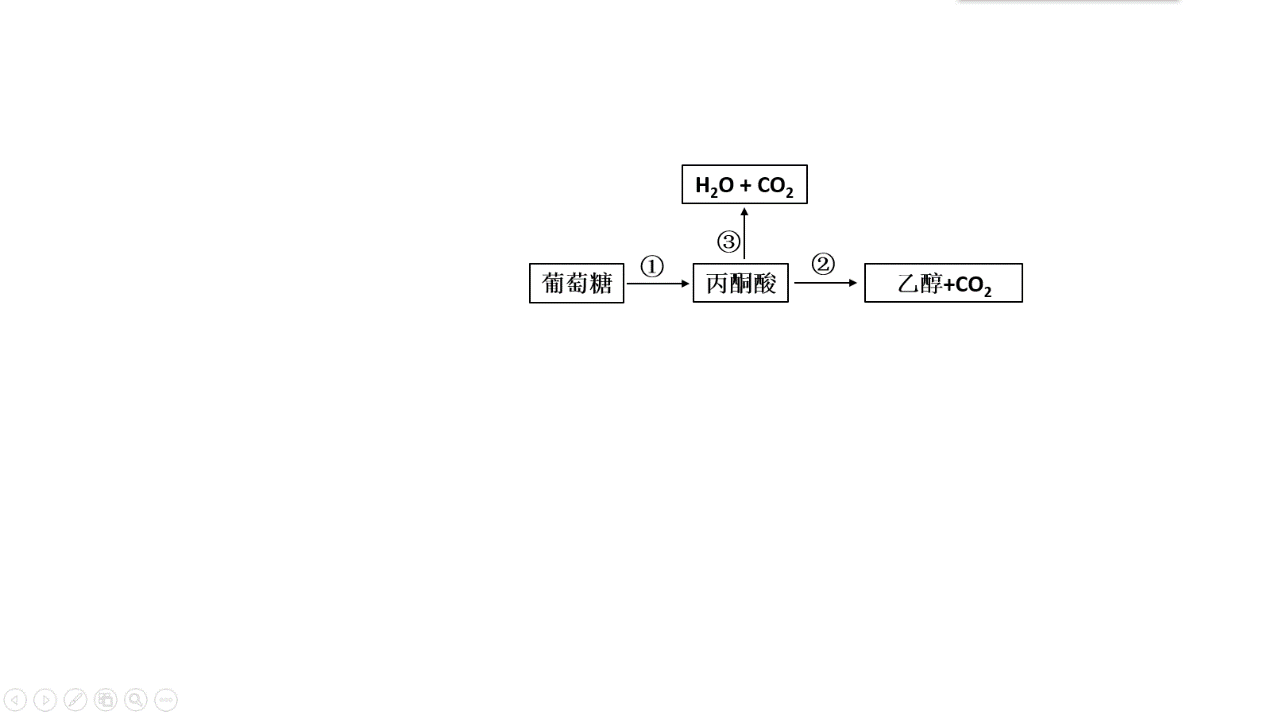 H₂O + CO₂
③
葡萄糖 ① 丙酮酸 ② 乙醇+CO₂